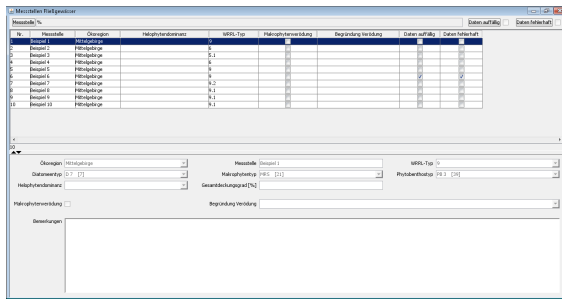 Messstellen Fließgewässer
Messstelle % Daten auffällig Daten fehlerhaft
Nr. Messstelle Ökoregion Helophytendominanz WRRL-Typ Makrophytenverödung Begründung Verödung Daten auffällig Daten fehlerhaft
1 Beispiel 1 Mittelgebirge 9
2 Beispiel 2 Mittelgebirge 6
3 Beispiel 3 Mittelgebirge 5.1
4 Beispiel 4 Mittelgebirge 6
5 Beispiel 5 Mittelgebirge 9
6 Beispiel 6 Mittelgebirge 9
7 Beispiel 7 Mittelgebirge 9.2
8 Beispiel 8 Mittelgebirge 9.1
9 Beispiel 9 Mittelgebirge 9.1
10 Beispiel 10 Mittelgebirge 9.1
10
Ökoregion Mittelgebirge Messstelle Beispiel 1 WRRL-Typ 9
Diatomeentyp D 7 [7] Makrophytentyp MRS [21] Phytobenthostyp PB 3 [38]
Helophytendominanz Gesamtdeckungsgrad [%]
Makrophytenverödung Begründung Verödung
Bemerkungen